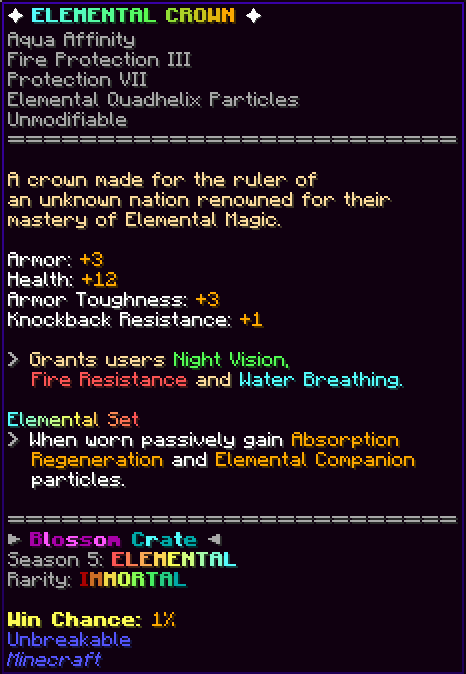 ✦ ELEMENTAL CROWN ✦
Aqua Affinity
Fire Protection III
Protection VII
Elemental Quadhelix Particles
Unmodifiable
A crown made for the ruler of
an unknown nation renowned for their
mastery of Elemental Magic.
Armor: +3
Health: +12
Armor Toughness: +3
Knockback Resistance: +1
> Grants users Night Vision,
Fire Resistance and Water Breathing.
Elemental Set
> When worn passively gain Absorption
Regeneration and Elemental Companion
particles.
► Blossom Crate ◄
Season 5: ELEMENTAL
Rarity: IMMORTAL
Win Chance: 1%
Unbreakable
Minecraft